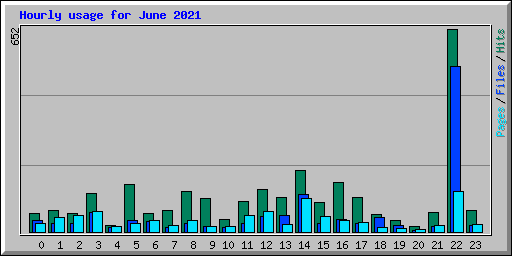 Hourly usage for June 2021
652
Pages / Files / Hits
0 1 2 3 4 5 6 7 8 9 10 11 12 13 14 15 16 17 18 19 20 21 22 23